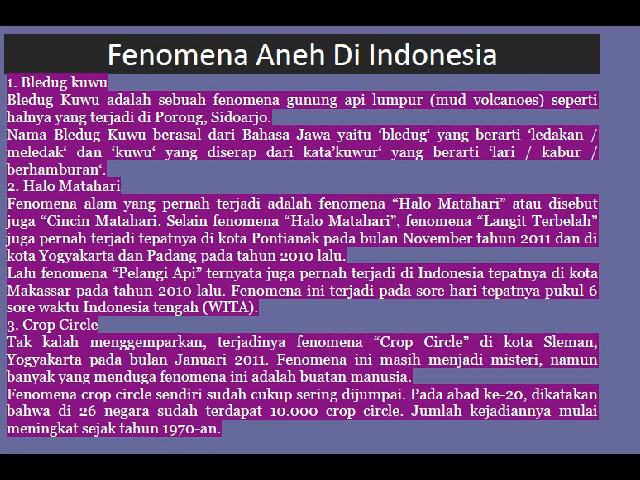 Fenomena Aneh Di Indonesia
1. Bledug kuwu
Bledug Kuwu adalah sebuah fenomena gunung api lumpur (mud volcanoes) seperti
halnya yang terjadi di Porong, Sidoarjo.
Nama Bledug Kuwu berasal dari Bahasa Jawa yaitu ‘bledug‘ yang berarti ‘ledakan /
meledak‘ dan ‘kuwu‘ yang diserap dari kata’kuwur‘ yang berarti ‘lari / kabur /
berhamburan‘.
2. Halo Matahari
Fenomena alam yang pernah terjadi adalah fenomena “Halo Matahari” atau disebut
juga “Cincin Matahari. Selain fenomena “Halo Matahari”, fenomena “Langit Terbelah”
juga pernah terjadi tepatnya di kota Pontianak pada bulan November tahun 2011 dan di
kota Yogyakarta dan Padang pada tahun 2010 lalu.
Lalu fenomena “Pelangi Api” ternyata juga pernah terjadi di Indonesia tepatnya di kota
Makassar pada tahun 2010 lalu. Fenomena ini terjadi pada sore hari tepatnya pukul 6
sore waktu Indonesia tengah (WITA).
3. Crop Circle
Tak kalah menggemparkan, terjadinya fenomena “Crop Circle” di kota Sleman,
Yogyakarta pada bulan Januari 2011. Fenomena ini masih menjadi misteri, namun
banyak yang menduga fenomena ini adalah buatan manusia.
Fenomena crop circle sendiri sudah cukup sering dijumpai. Pada abad ke-20, dikatakan
bahwa di 26 negara sudah terdapat 10.000 crop circle. Jumlah kejadiannya mulai
meningkat sejak tahun 1970-an.